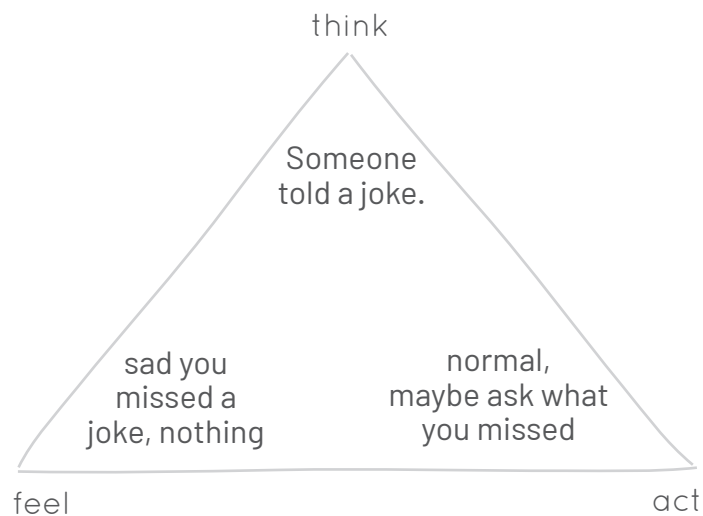 think
Someone
told a joke.
sad you
missed a
joke, nothing
normal,
maybe ask what
you missed
feel
act